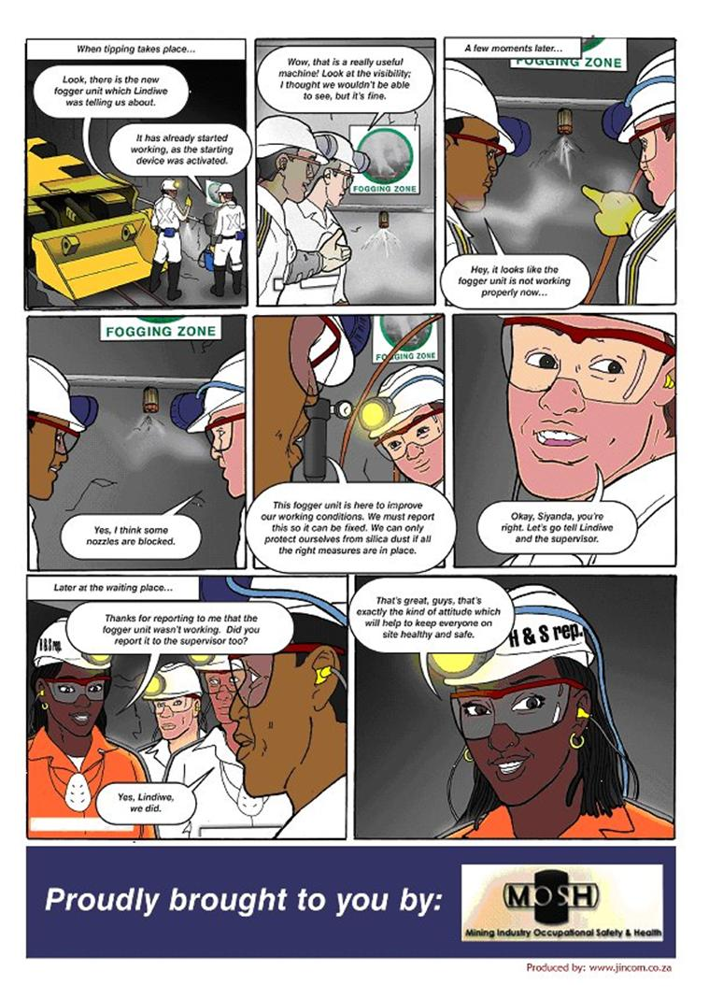 When tipping takes place...
Look, there is the new
fogger unit which Lindiwe
was telling us about.
It has already started
working, as the starting
device was activated.
Wow, that is a really useful
machine! Look at the visibility;
I thought we wouldn't be able
to see, but it's fine.
FOGGING ZONE
A few moments later...
FOGGING ZONE
Hey, it looks like the
fogger unit is not working
properly now...
FOGGING ZONE
Yes, I think some
nozzles are blocked.
FOGGING ZONE
This fogger unit is here to improve
our working conditions. We must report
this so it can be fixed. We can only
protect ourselves from silica dust if all
the right measures are in place.
Okay, Siyanda, you're
right. Let's go tell Lindiwe
and the supervisor.
Later at the waiting place...
Thanks for reporting to me that the
fogger unit wasn't working. Did you
report it to the supervisor too?
H & S rep.
Yes, Lindiwe,
we did.
That's great, guys, that's
exactly the kind of attitude which
will help to keep everyone on
site healthy and safe.
H & S rep.
Proudly brought to you by:
MOSH
Mining Industry Occupational Safety & Health
Produced by: www.jincom.co.za